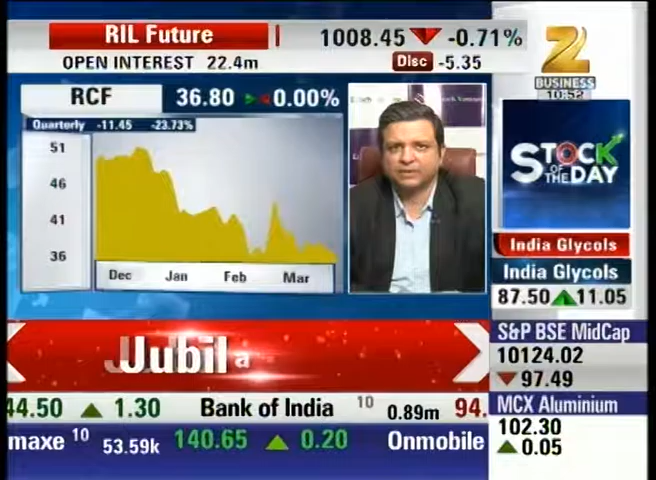 RIL Future 1008.45 -0.71%
OPEN INTEREST 22.4m Disc -5.35
Z
BUSINESS
10:52
RCF 36.80 0.00%
Quarterly -11.45 -23.73%
51
46
41
36
Dec Jan Feb Mar
STOCK
OF THE DAY
India Glycols
India Glycols
87.50 11.05
Jubila
S&P BSE MidCap
10124.02
97.49
MCX Aluminium
102.30
0.05
44.50 1.30 Bank of India 10 0.89m 94.
maxe 10 53.59k 140.65 0.20 Onmobile